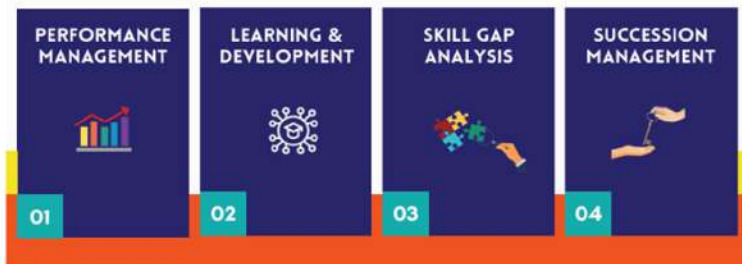 PERFORMANCE
MANAGEMENT
01
LEARNING &
DEVELOPMENT
02
SKILL GAP
ANALYSIS
03
SUCCESSION
MANAGEMENT
04